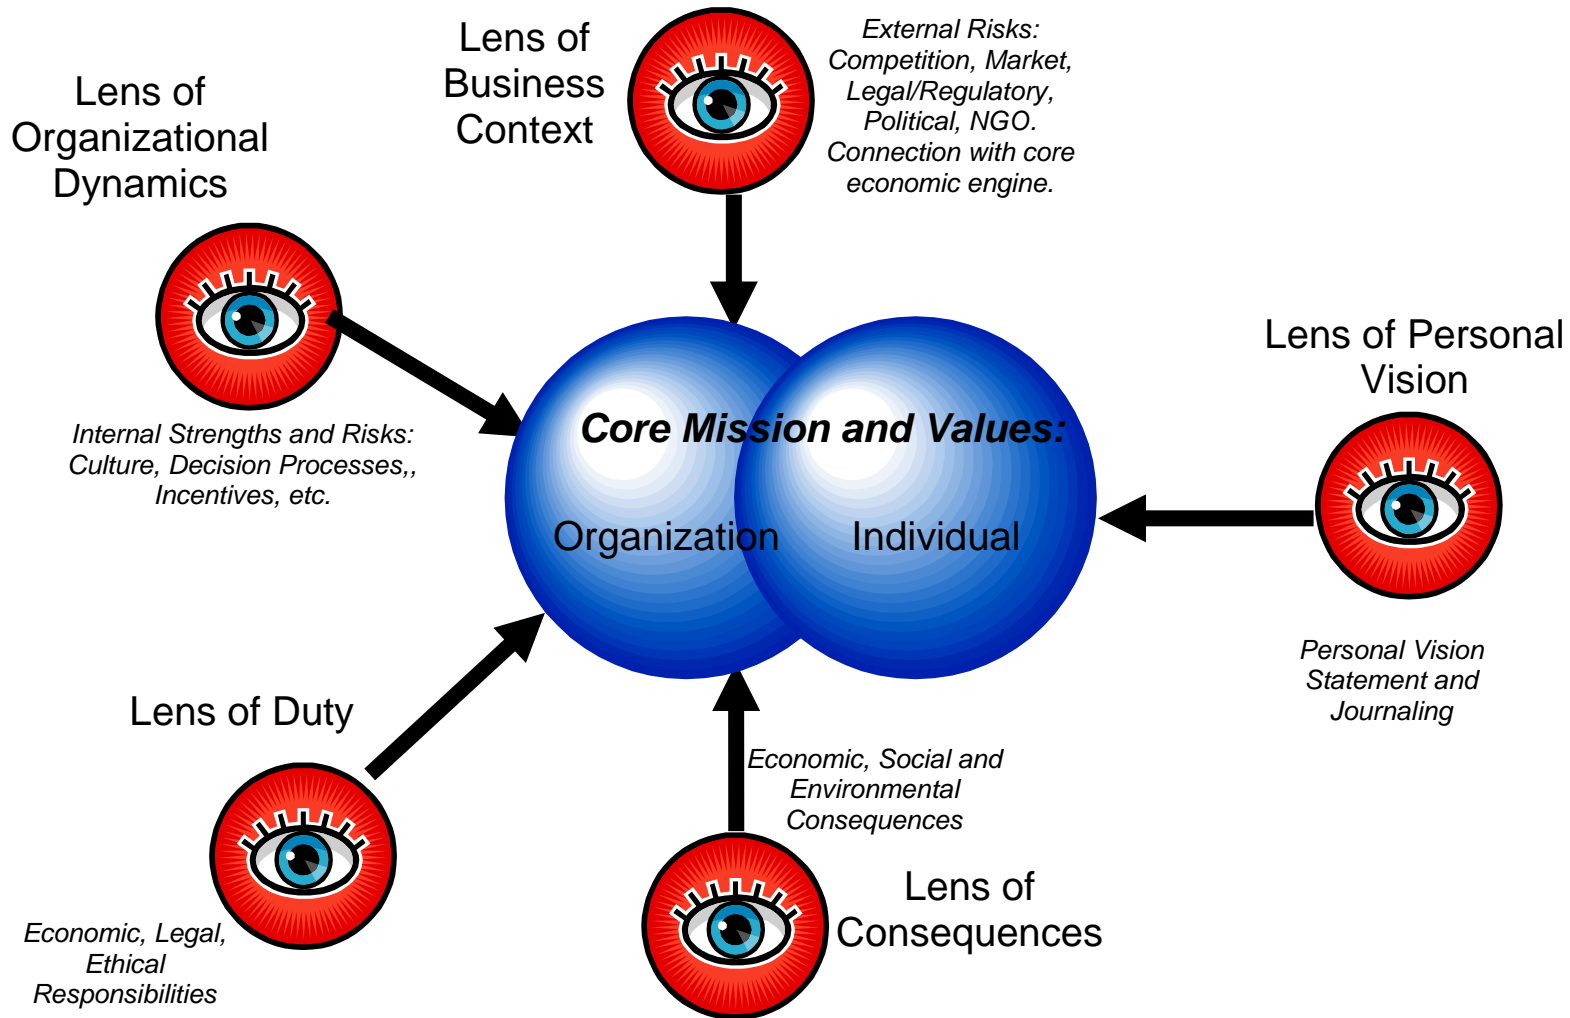 Lens of
Organizational
Dynamics
Internal Strengths and Risks:
Culture, Decision Processes,,
Incentives, etc.
Lens of
Business
Context
External Risks:
Competition, Market,
Legal/Regulatory,
Political, NGO.
Connection with core
economic engine.
Core Mission and Values:
Organization
Individual
Lens of Personal
Vision
Personal Vision
Statement and
Journaling
Lens of Duty
Economic, Legal,
Ethical
Responsibilities
Economic, Social and
Environmental
Consequences
Lens of
Consequences